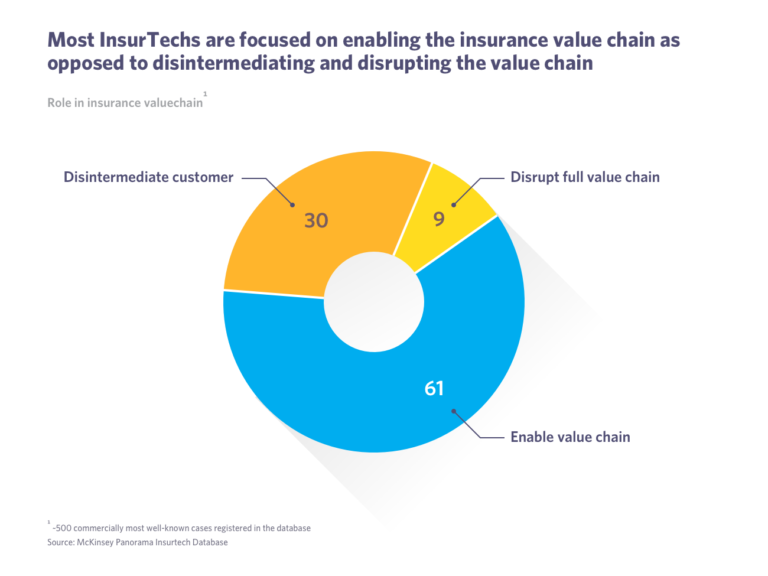 Most InsurTechs are focused on enabling the insurance value chain as
opposed to disintermediating and disrupting the value chain
Role in insurance valuechain¹
Disintermediate customer
Disrupt full value chain
30
9
61
Enable value chain
¹ -500 commercially most well-known cases registered in the database
Source: McKinsey Panorama Insurtech Database